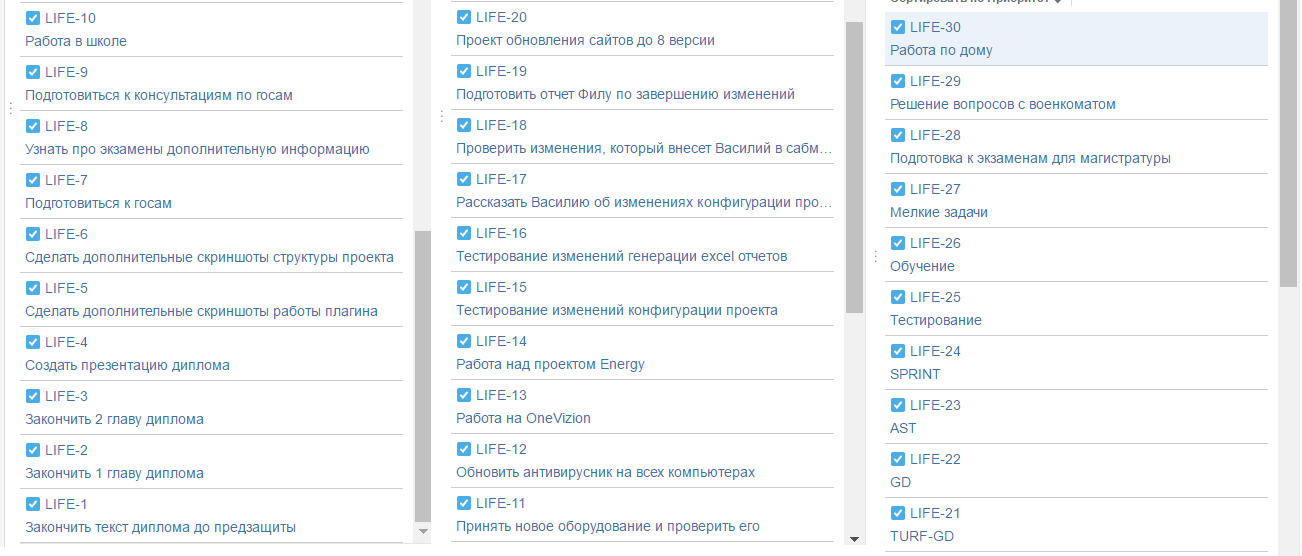 LIFE-10
Работа в школе
LIFE-9
Подготовиться к консультациям по госам
LIFE-8
Узнать про экзамены дополнительную информацию
LIFE-7
Подготовиться к госам
LIFE-6
Сделать дополнительные скриншоты структуры проекта
LIFE-5
Сделать дополнительные скриншоты работы плагина
LIFE-4
Создать презентацию диплома
LIFE-3
Закончить 2 главу диплома
LIFE-2
Закончить 1 главу диплома
LIFE-1
Закончить текст диплома до предзащиты
LIFE-20
Проект обновления сайтов до 8 версии
LIFE-19
Подготовить отчет Филу по завершению изменений
LIFE-18
Проверить изменения, который внесет Василий в сабм...
LIFE-17
Рассказать Василию об изменениях конфигурации про...
LIFE-16
Тестирование изменений генерации excel отчетов
LIFE-15
Тестирование изменений конфигурации проекта
LIFE-14
Работа над проектом Energy
LIFE-13
Работа на OneVizion
LIFE-12
Обновить антивирусник на всех компьютерах
LIFE-11
Принять новое оборудование и проверить его
LIFE-30
Работа по дому
LIFE-29
Решение вопросов с военкоматом
LIFE-28
Подготовка к экзаменам для магистратуры
LIFE-27
Мелкие задачи
LIFE-26
Обучение
LIFE-25
Тестирование
LIFE-24
SPRINT
LIFE-23
AST
LIFE-22
GD
LIFE-21
TURF-GD